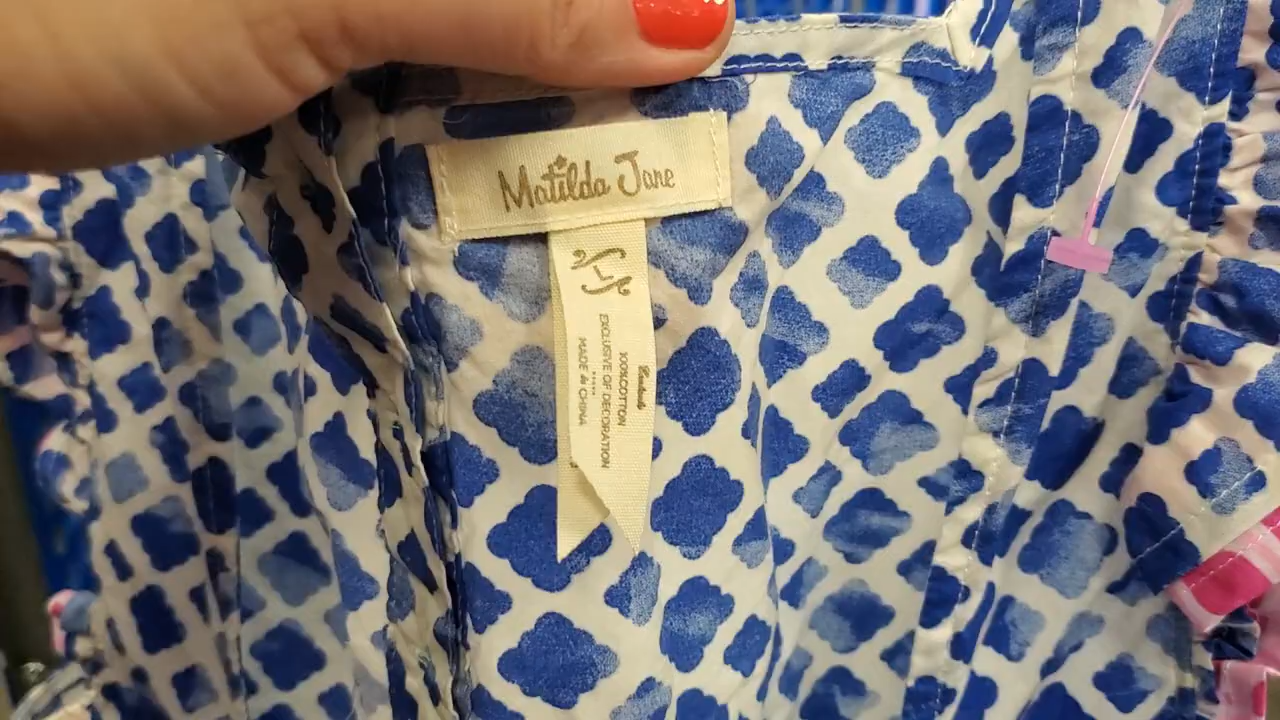 Matilda Jane
L
100%COTTON
EXCLUSIVE OF DECORATION
MADE in CHINA